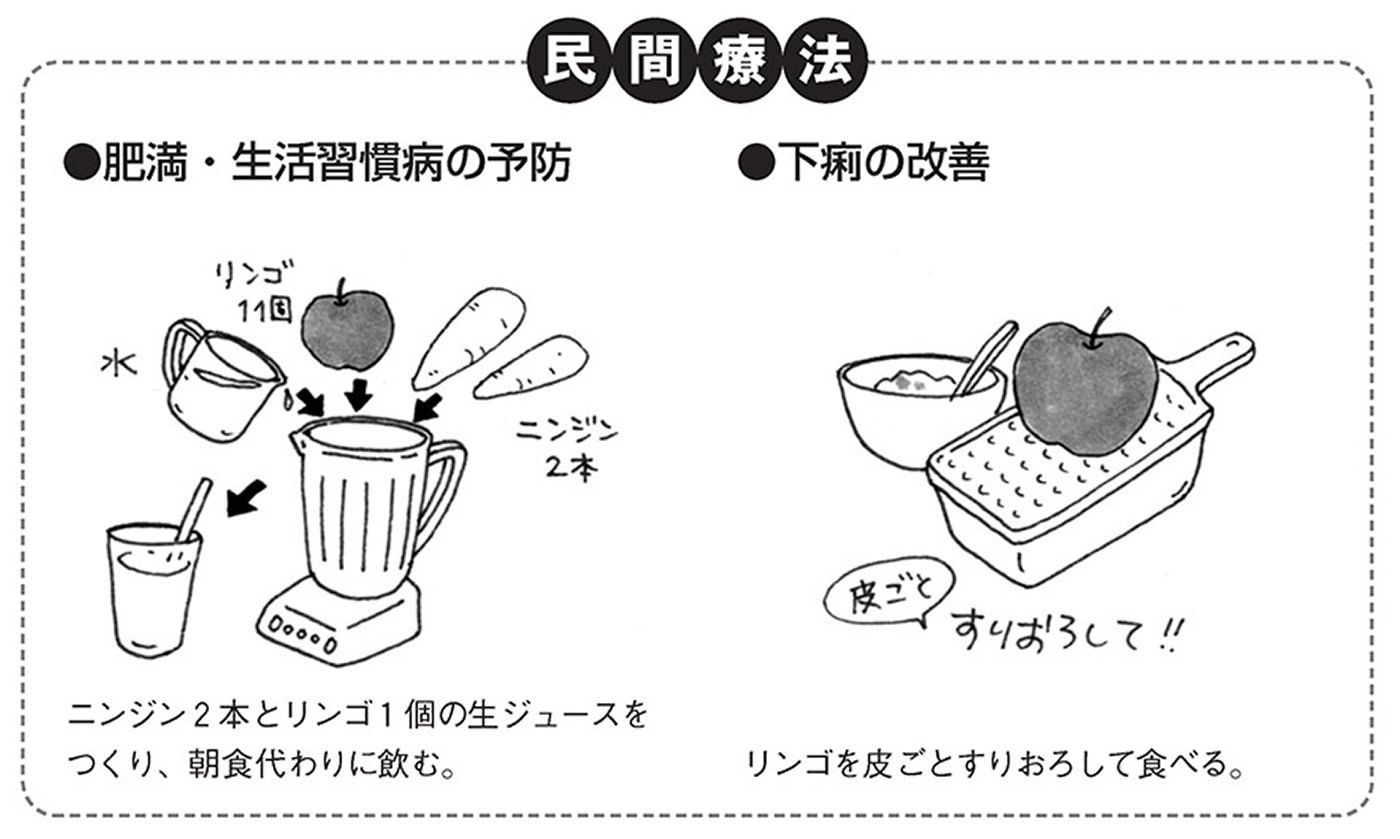 民間療法
●肥満・生活習慣病の予防
リンゴ
1個
水
ニンジン
2本
ニンジン2本とリンゴ1個の生ジュースを
つくり、朝食代わりに飲む。
●下痢の改善
皮ごと
すりおろして!!
リンゴを皮ごとすりおろして食べる。